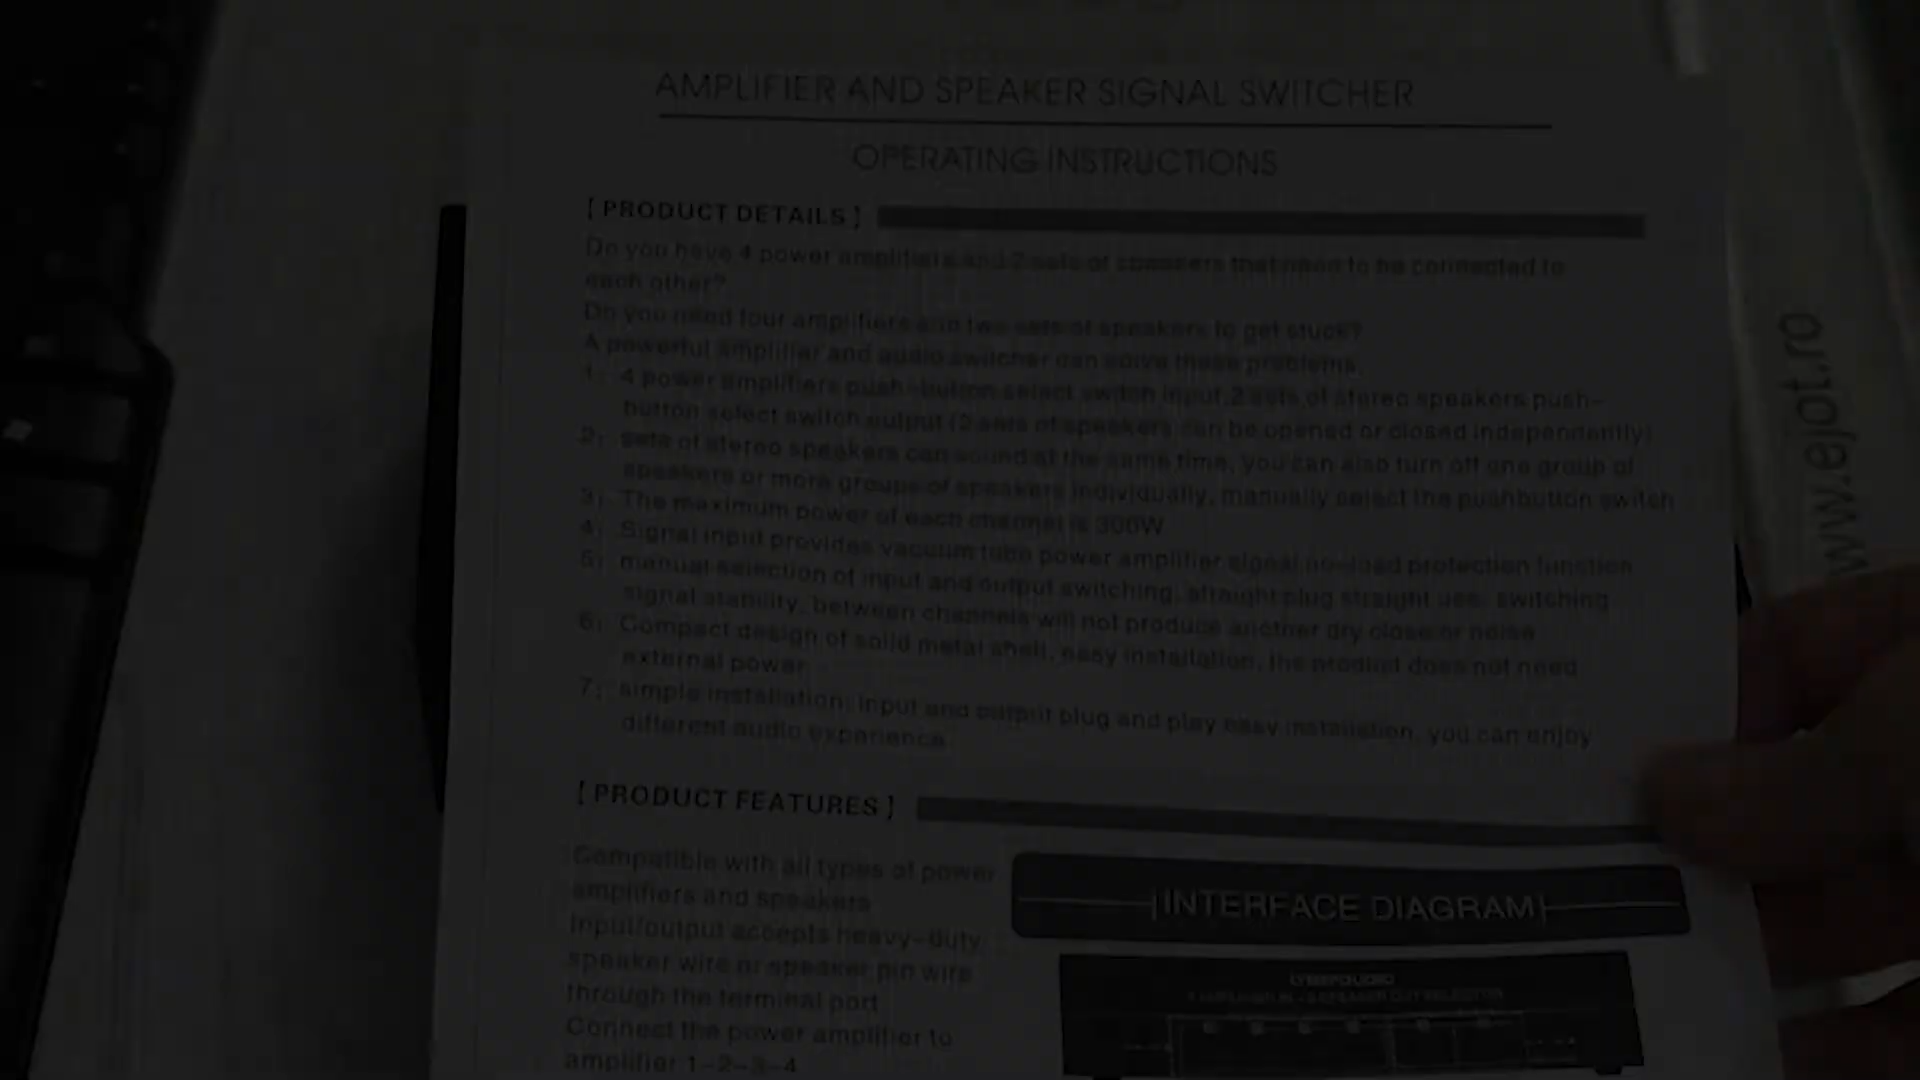 AMPLIFIER AND SPEAKER SIGNAL SWITCHER
OPERATING INSTRUCTIONS
[ PRODUCT DETAILS ]
Do you have 4 power amplifiers and 2 sets of speakers that need to be connected to
each other?
Do you need four amplifiers and two sets of speakers to get stuck?
A powerful amplifier and audio switcher can solve these problems
1: 4 power amplifiers push-button select switch input,2 sets of stereo speakers push-
button select switch output (2 sets of speakers can be opened or closed independently)
2: sets of stereo speakers can sound at the same time, you can also turn off one group of
speakers or more groups of speakers individually, manually select the pushbutton switch
3: The maximum power of each channel is 300W
4: Signal input provides vacuum tube power amplifier signal no-load protection function
5: manual selection of input and output switching, straight plug straight use, switching
signal stability, between channels will not produce another dry close or noise
6: Compact design of solid metal shell, easy installation, the product does not need
external power
7: simple installation: input and output plug and play easy installation, you can enjoy
different audio experience
[ PRODUCT FEATURES ]
Compatible with all types of power
amplifiers and speakers
Input/output accepts heavy-duty
speaker wire or speaker pin wire
through the terminal port
Connect the power amplifier to
amplifier 1-2-3-4
INTERFACE DIAGRAM
ww.ejot.ro